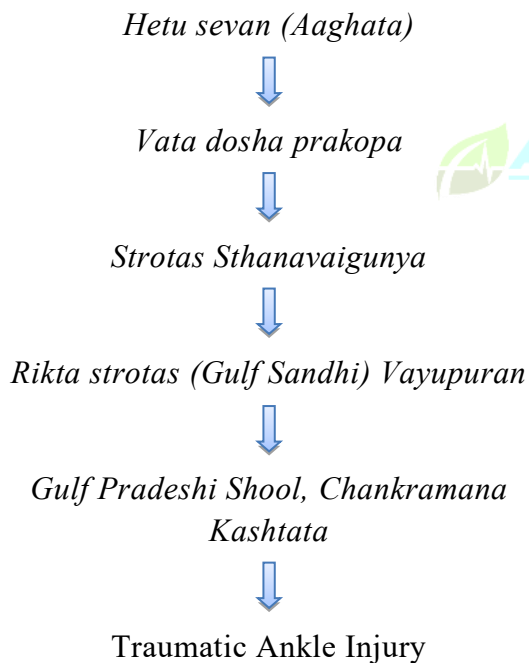 Hetu sevan (Aaghata)
Vata dosha prakopa
Strotas Sthanavaigunya
Rikta strotas (Gulf Sandhi) Vayupuran
Gulf Pradeshi Shool, Chankramana
Kashtata
Traumatic Ankle Injury